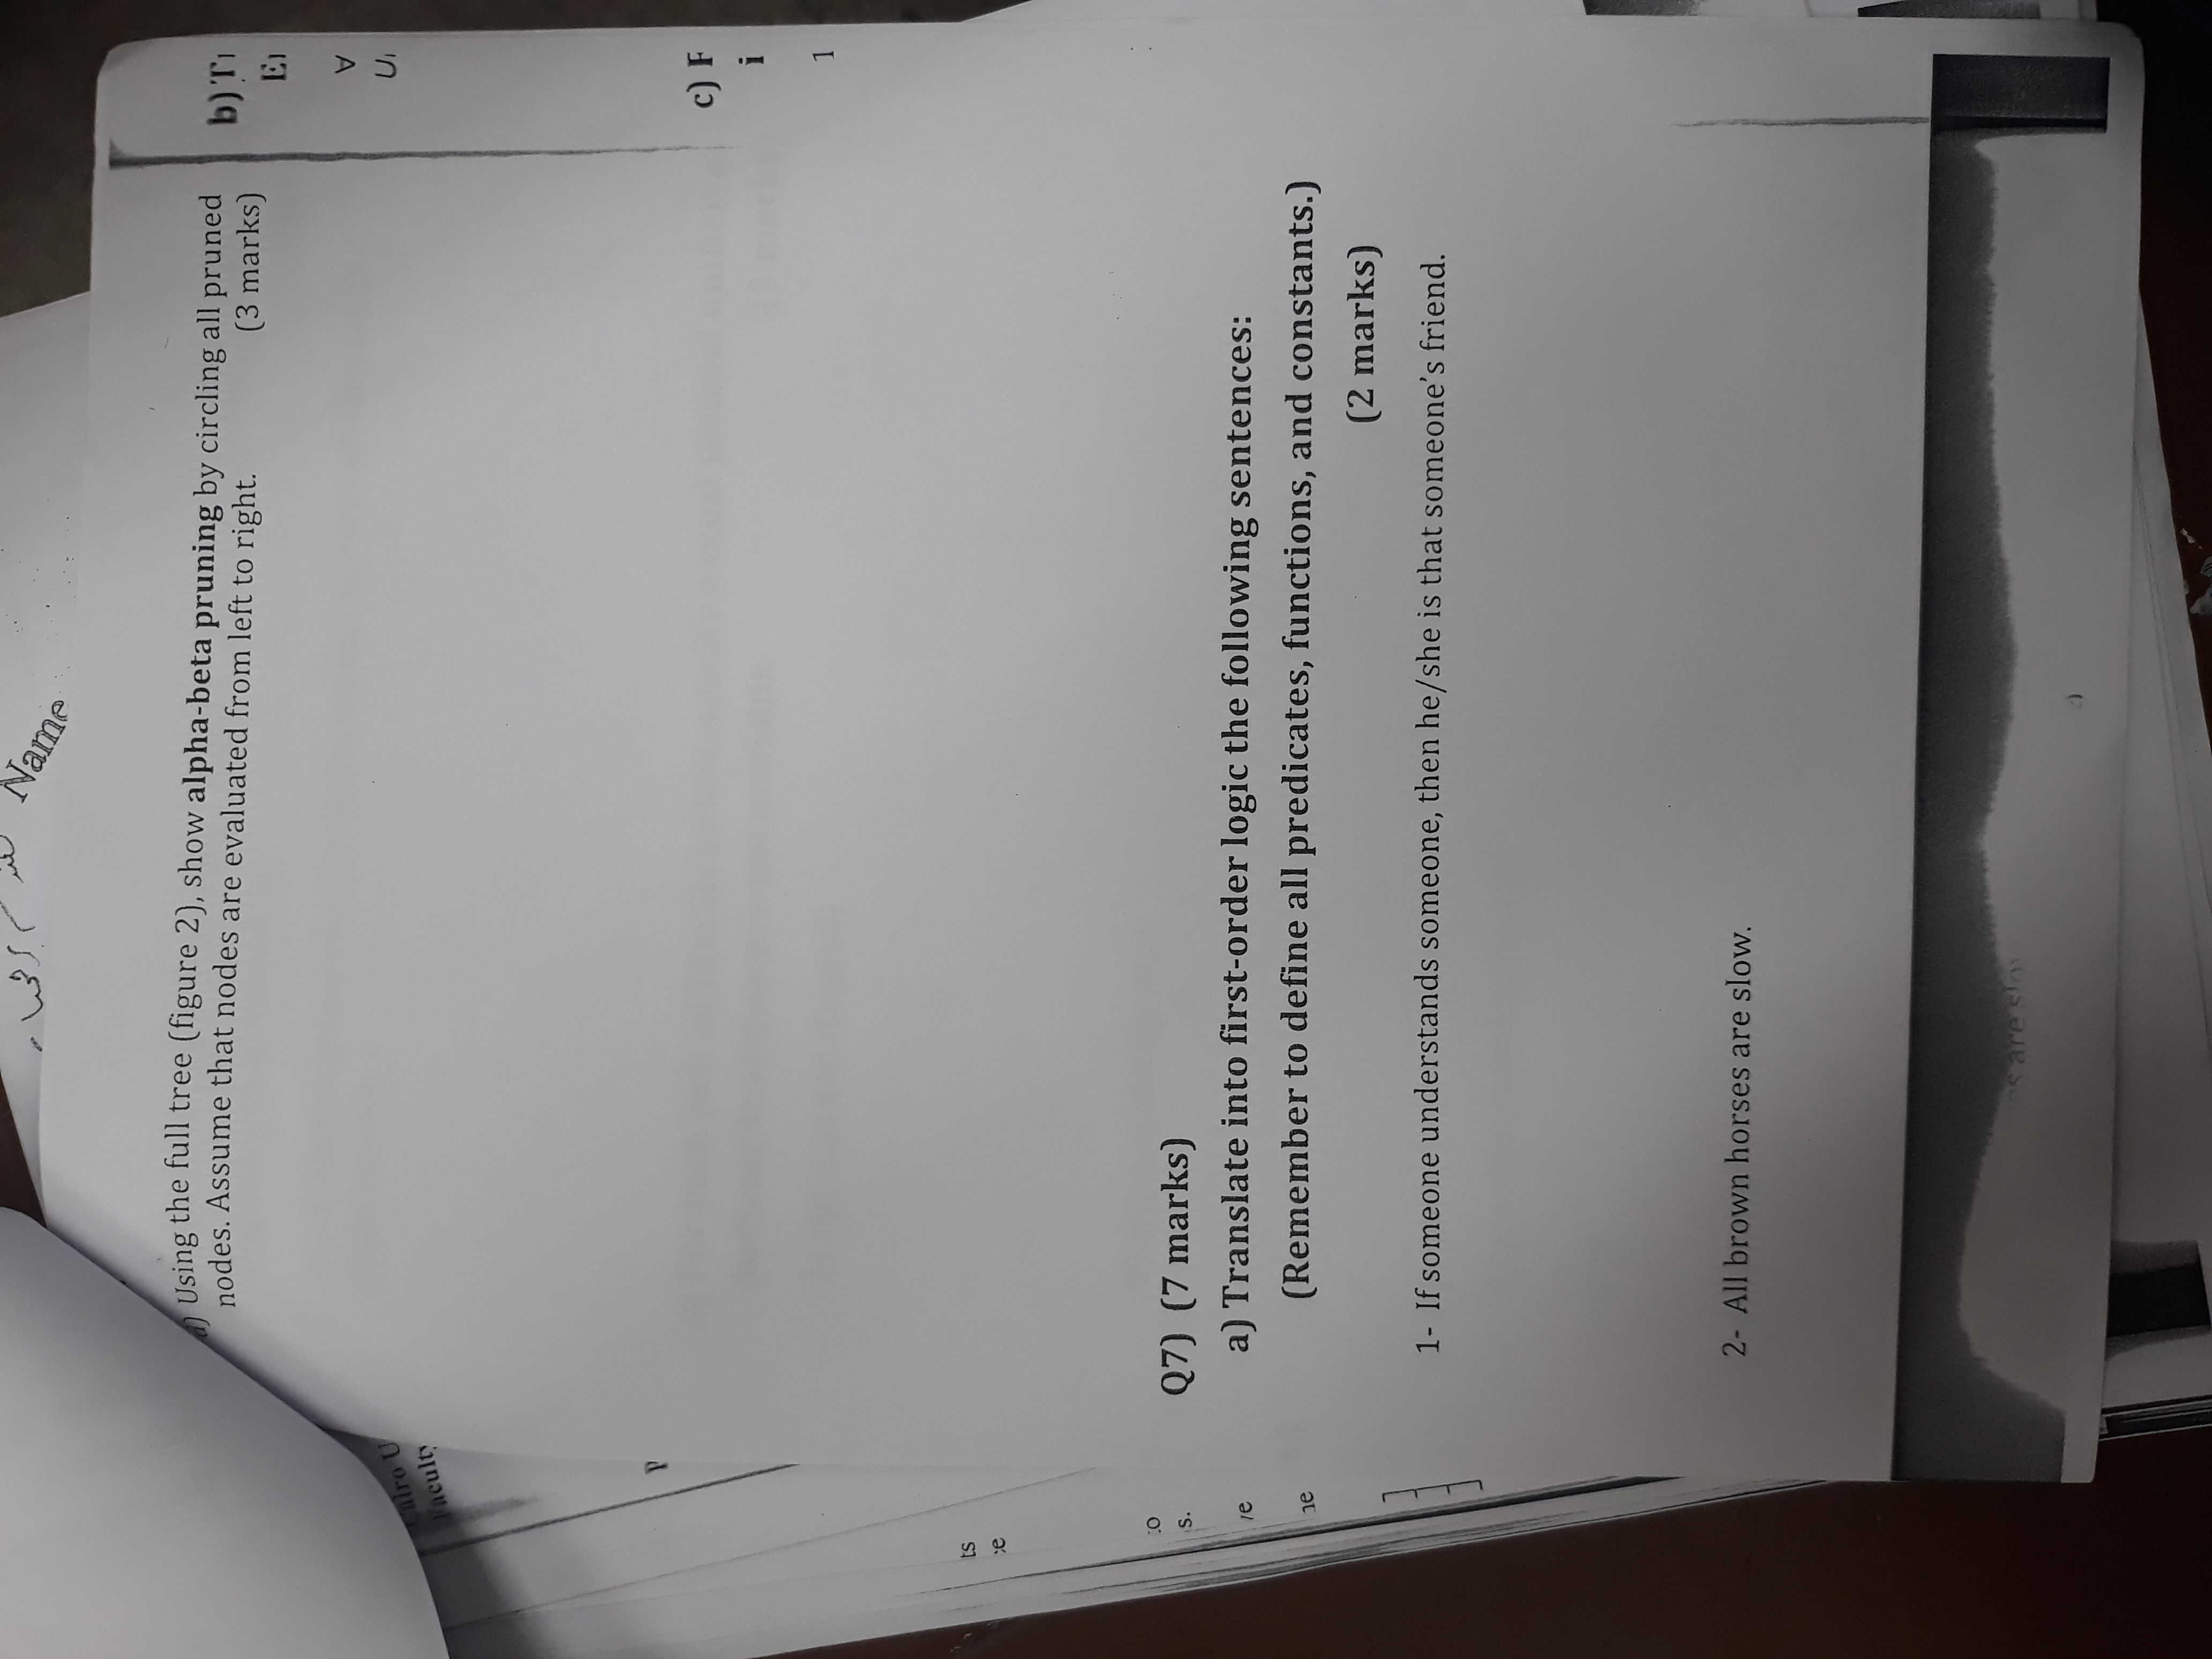 Name
Using the full tree (figure 2), show alpha-beta pruning by circling all pruned
nodes. Assume that nodes are evaluated from left to right. (3 marks)
b)
c)
i
1
Faculty
ts
Q7) (7 marks)
a) Translate into first-order logic the following sentences:
(Remember to define all predicates, functions, and constants.)
(2 marks)
1- If someone understands someone, then he/she is that someone's friend.
2- All brown horses are slow.